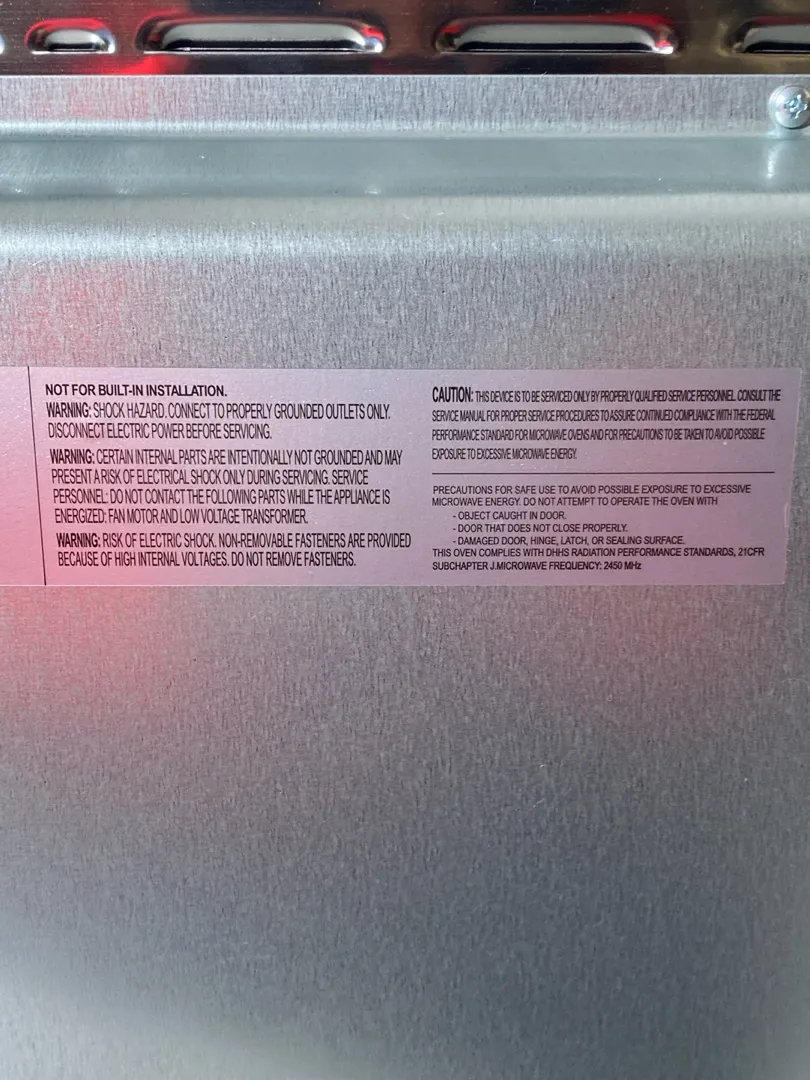 NOT FOR BUILT-IN INSTALLATION.
WARNING: SHOCK HAZARD. CONNECT TO PROPERLY GROUNDED OUTLETS ONLY.
DISCONNECT ELECTRIC POWER BEFORE SERVICING.
WARNING: CERTAIN INTERNAL PARTS ARE INTENTIONALLY NOT GROUNDED AND MAY
PRESENT A RISK OF ELECTRICAL SHOCK ONLY DURING SERVICING. SERVICE
PERSONNEL: DO NOT CONTACT THE FOLLOWING PARTS WHILE THE APPLIANCE IS
ENERGIZED: FAN MOTOR AND LOW VOLTAGE TRANSFORMER.
WARNING: RISK OF ELECTRIC SHOCK. NON-REMOVABLE FASTENERS ARE PROVIDED
BECAUSE OF HIGH INTERNAL VOLTAGES. DO NOT REMOVE FASTENERS.
CAUTION: THIS DEVICE IS TO BE SERVICED ONLY BY PROPERLY QUALIFIED SERVICE PERSONNEL. CONSULT THE
SERVICE MANUAL FOR PROPER SERVICE PROCEDURES TO ASSURE CONTINUED COMPLIANCE WITH THE FEDERAL
PERFORMANCE STANDARD FOR MICROWAVE OVENS AND FOR PRECAUTIONS TO BE TAKEN TO AVOID POSSIBLE
EXPOSURE TO EXCESSIVE MICROWAVE ENERGY.
PRECAUTIONS FOR SAFE USE TO AVOID POSSIBLE EXPOSURE TO EXCESSIVE
MICROWAVE ENERGY. DO NOT ATTEMPT TO OPERATE THE OVEN WITH
- OBJECT CAUGHT IN DOOR.
- DOOR THAT DOES NOT CLOSE PROPERLY.
- DAMAGED DOOR, HINGE, LATCH, OR SEALING SURFACE.
THIS OVEN COMPLIES WITH DHHS RADIATION PERFORMANCE STANDARDS, 21CFR
SUBCHAPTER J.MICROWAVE FREQUENCY: 2450 MHz